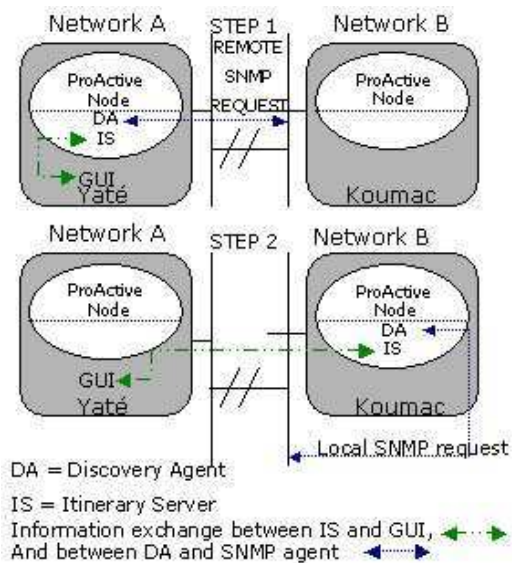 Network A
STEP 1
Network B
REMOTE
SNMP
REQUEST
ProActive
Node
DA
IS
GUI
Yaté
ProActive
Node
Koumac
Network A
STEP 2
Network B
ProActive
Node
GUI
Yaté
ProActive
Node
DA
IS
Koumac
Local SNMP request
DA = Discovery Agent
IS = Itinerary Server
Information exchange between IS and GUI,
And between DA and SNMP agent